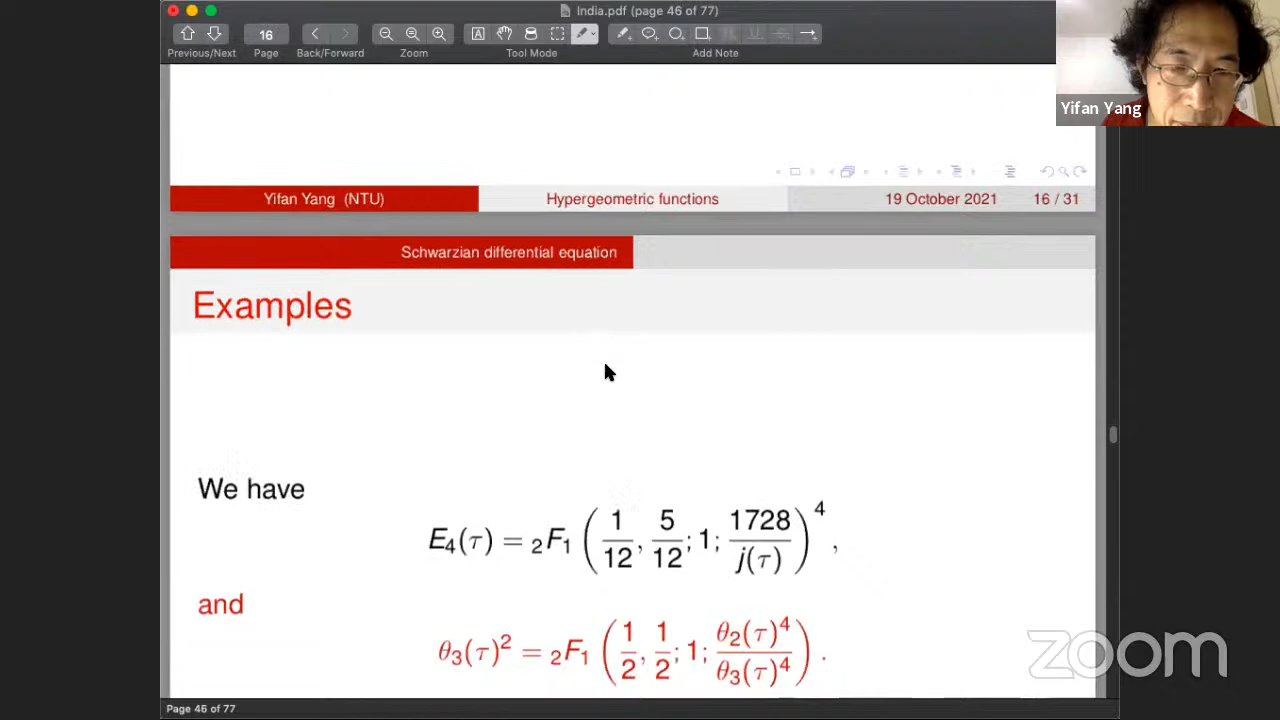 India.pdf (page 46 of 77)
16
Previous/Next Page Back/Forward Zoom Tool Mode Add Note
Yifan Yang
Yifan Yang (NTU) Hypergeometric functions 19 October 2021 16 / 31
Schwarzian differential equation
Examples
We have
E₄(τ) = ₂F₁ (1/12, 5/12; 1; 1728/j(τ))⁴,
and
θ₃(τ)² = ₂F₁ (1/2, 1/2; 1; θ₂(τ)⁴/θ₃(τ)⁴).
zoom
Page 46 of 77